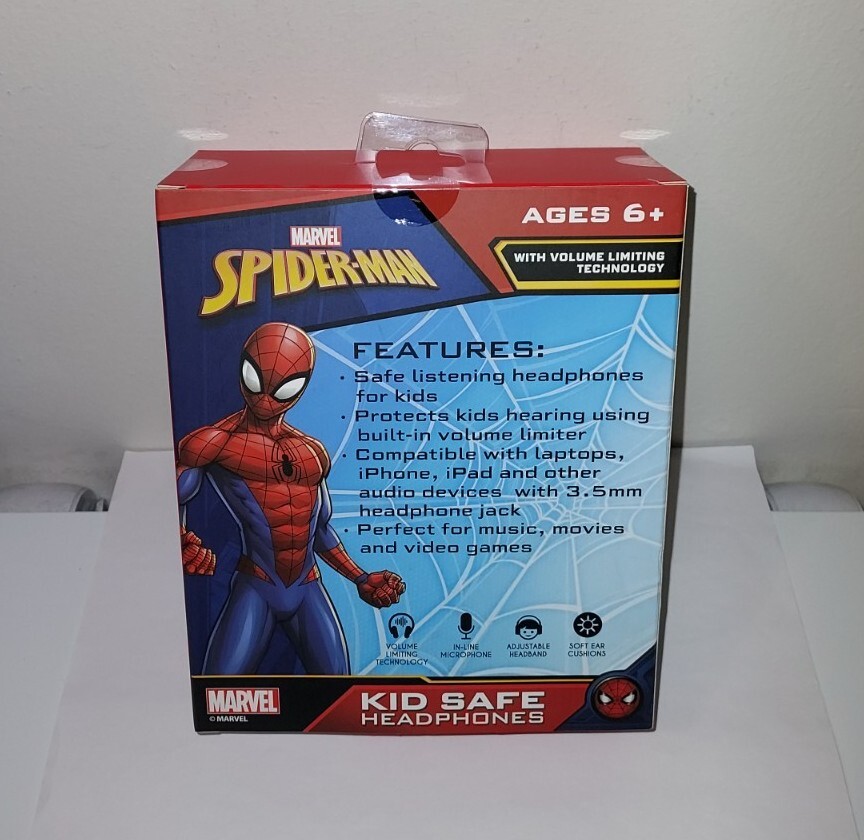 AGES 6+
MARVEL
SPIDER-MAN
WITH VOLUME LIMITING
TECHNOLOGY
FEATURES:
· Safe listening headphones
for kids
· Protects kids hearing using
built-in volume limiter
· Compatible with laptops,
iPhone, iPad and other
audio devices with 3.5mm
headphone jack
· Perfect for music, movies
and video games
VOLUME
LIMITING
TECHNOLOGY
IN-LINE
MICROPHONE
ADJUSTABLE
HEADBAND
SOFT EAR
CUSHIONS
MARVEL
© MARVEL
KID SAFE
HEADPHONES